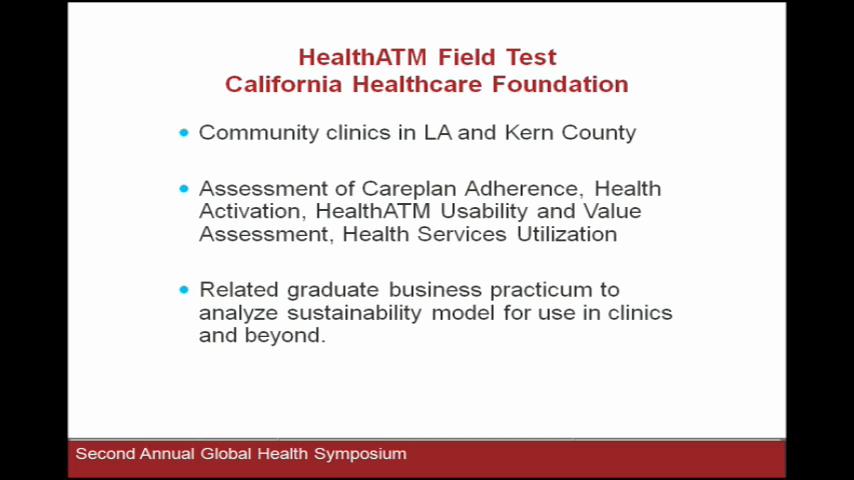 HealthATM Field Test
California Healthcare Foundation
Community clinics in LA and Kern County
Assessment of Careplan Adherence, Health
Activation, HealthATM Usability and Value
Assessment, Health Services Utilization
Related graduate business practicum to
analyze sustainability model for use in clinics
and beyond.
Second Annual Global Health Symposium